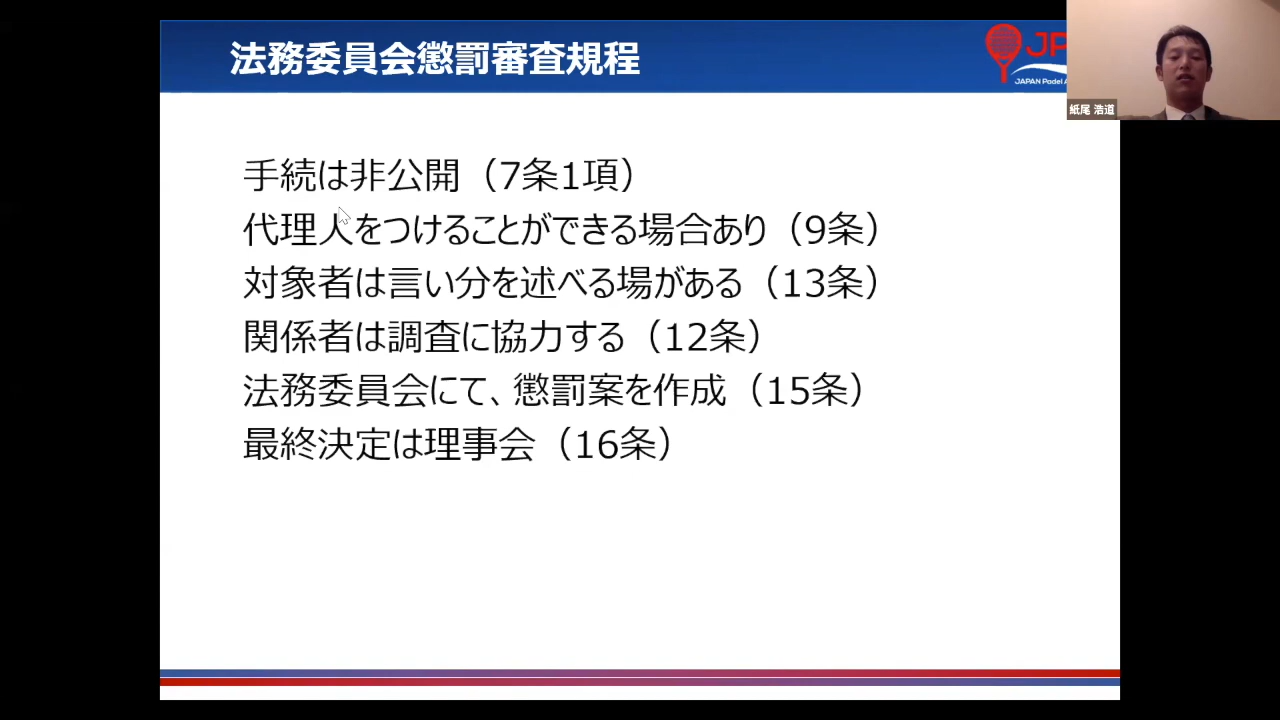 法務委員会懲罰審査規程
JP
JAPAN Padel
紙尾 浩道
手続は非公開（7条1項）
代理人をつけることができる場合あり（9条）
対象者は言い分を述べる場がある（13条）
関係者は調査に協力する（12条）
法務委員会にて、懲罰案を作成（15条）
最終決定は理事会（16条）